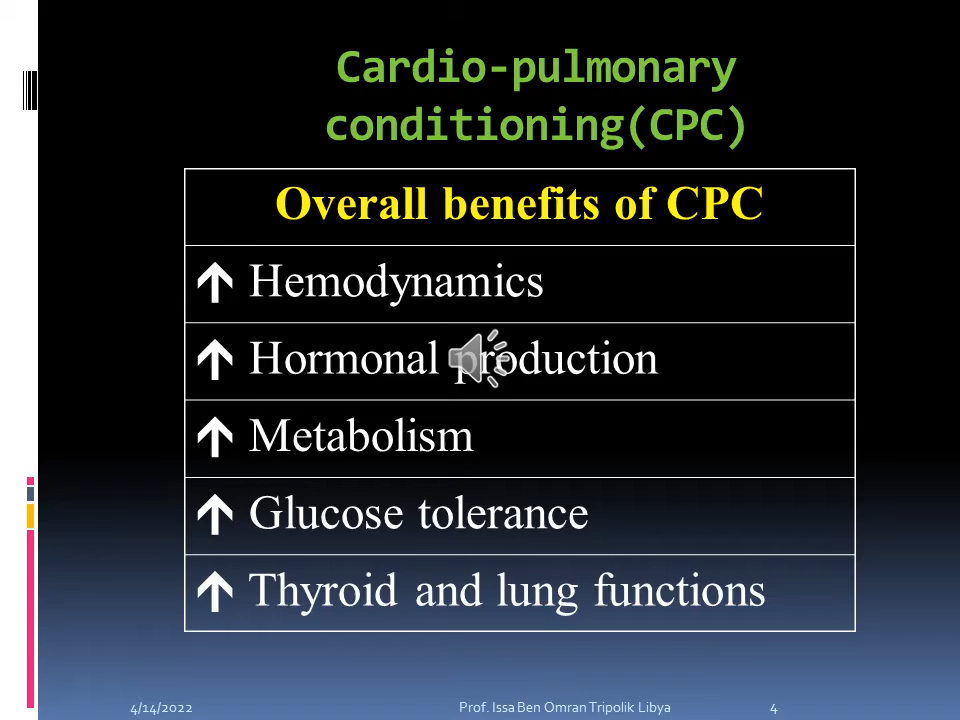 Cardio-pulmonary
conditioning(CPC)
Overall benefits of CPC
↑ Hemodynamics
↑ Hormonal production
↑ Metabolism
↑ Glucose tolerance
↑ Thyroid and lung functions
4/14/2022 Prof. Issa Ben Omran Tripolik Libya 4